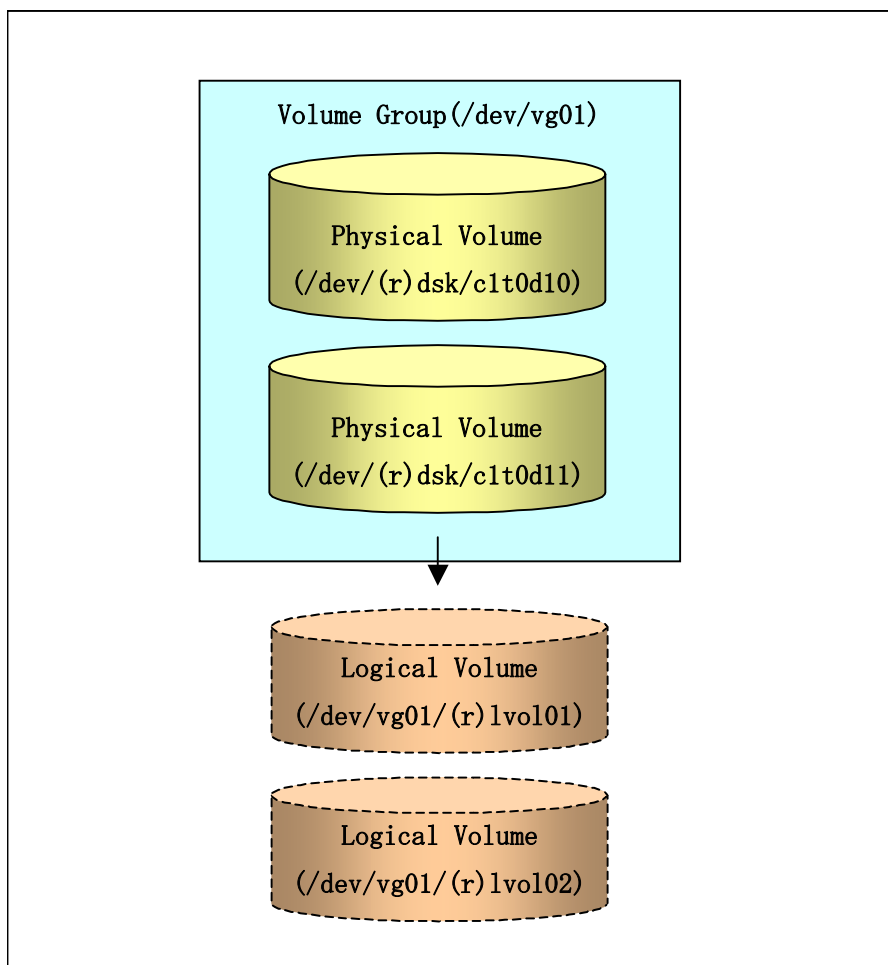 Volume Group(/dev/vg01)
Physical Volume
(/dev/(r)dsk/c1t0d10)
Physical Volume
(/dev/(r)dsk/c1t0d11)
Logical Volume
(/dev/vg01/(r)lvol01)
Logical Volume
(/dev/vg01/(r)lvol02)